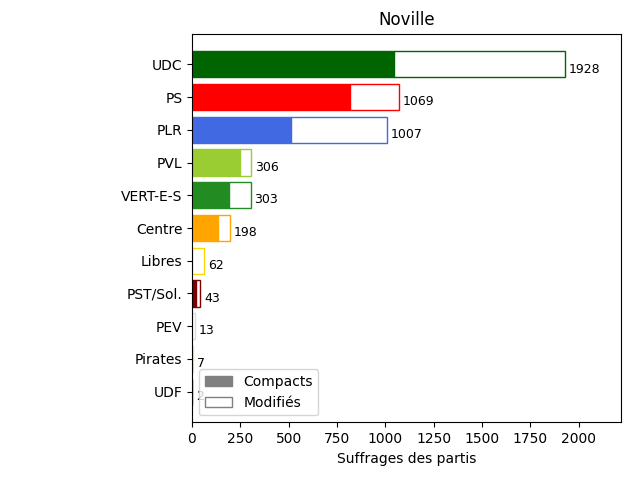 Noville
UDC 1928
PS 1069
PLR 1007
PVL 306
VERT-E-S 303
Centre 198
Libres 62
PST/Sol. 43
PEV 13
Pirates 7
UDF 2
Compacts
Modifiés
0 250 500 750 1000 1250 1500 1750 2000
Suffrages des partis